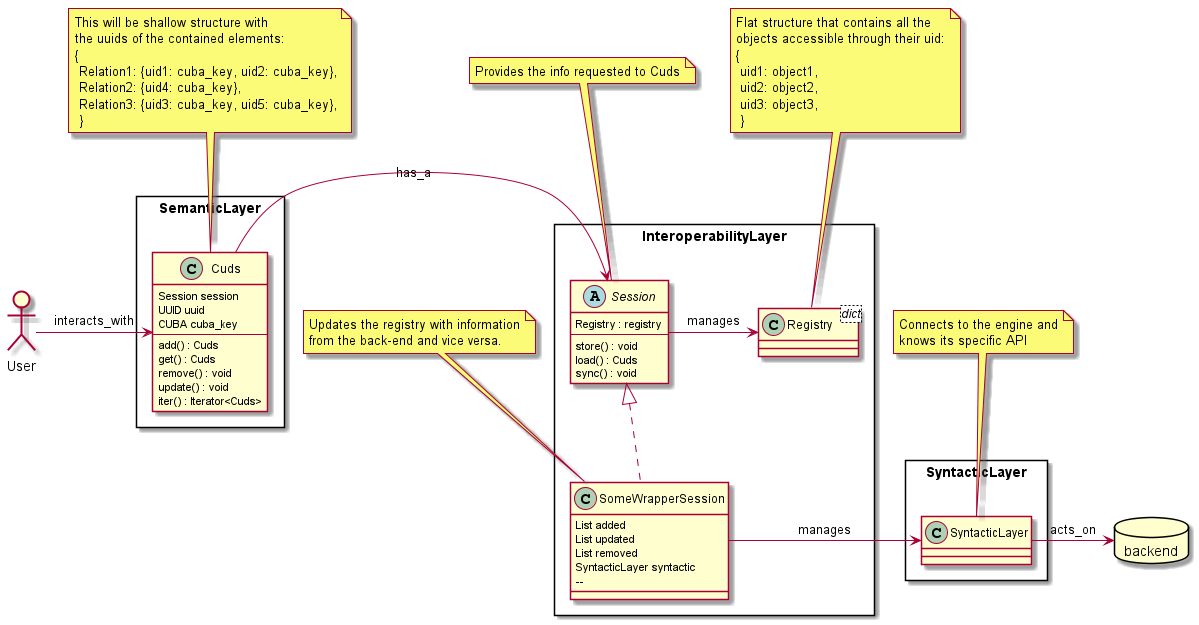 This will be shallow structure with
the uuids of the contained elements:
{
Relation1: {uid1: cuba_key, uid2: cuba_key},
Relation2: {uid4: cuba_key},
Relation3: {uid3: cuba_key, uid5: cuba_key},
}
Provides the info requested to Cuds
Flat structure that contains all the
objects accessible through their uid:
{
uid1: object1,
uid2: object2,
uid3: object3,
}
has_a
SemanticLayer
C Cuds
Session session
UUID uuid
CUBA cuba_key
add() : Cuds
get() : Cuds
remove() : void
update() : void
iter() : Iterator<Cuds>
User
interacts_with
InteroperabilityLayer
A Session
Registry : registry
store() : void
load() : Cuds
sync() : void
manages
C Registry
dict
Updates the registry with information
from the back-end and vice versa.
Connects to the engine and
knows its specific API
C SomeWrapperSession
List added
List updated
List removed
SyntacticLayer syntactic
--
manages
SyntacticLayer
C SyntacticLayer
acts_on
backend